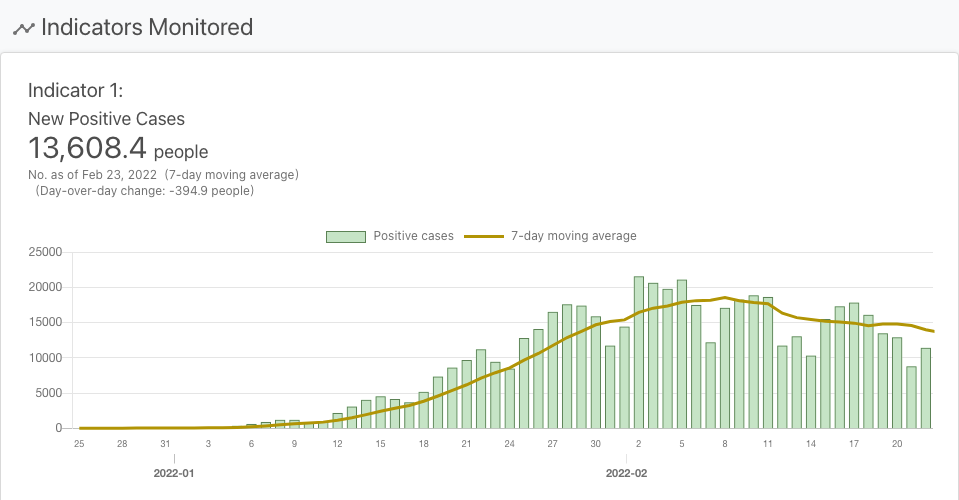 Indicators Monitored
Indicator 1:
New Positive Cases
13,608.4 people
No. as of Feb 23, 2022 (7-day moving average)
(Day-over-day change: -394.9 people)
Positive cases 7-day moving average
25000
20000
15000
10000
5000
0
25 28 31 3 6 9 12 15 18 21 24 27 30 2 5 8 11 14 17 20
2022-01 2022-02